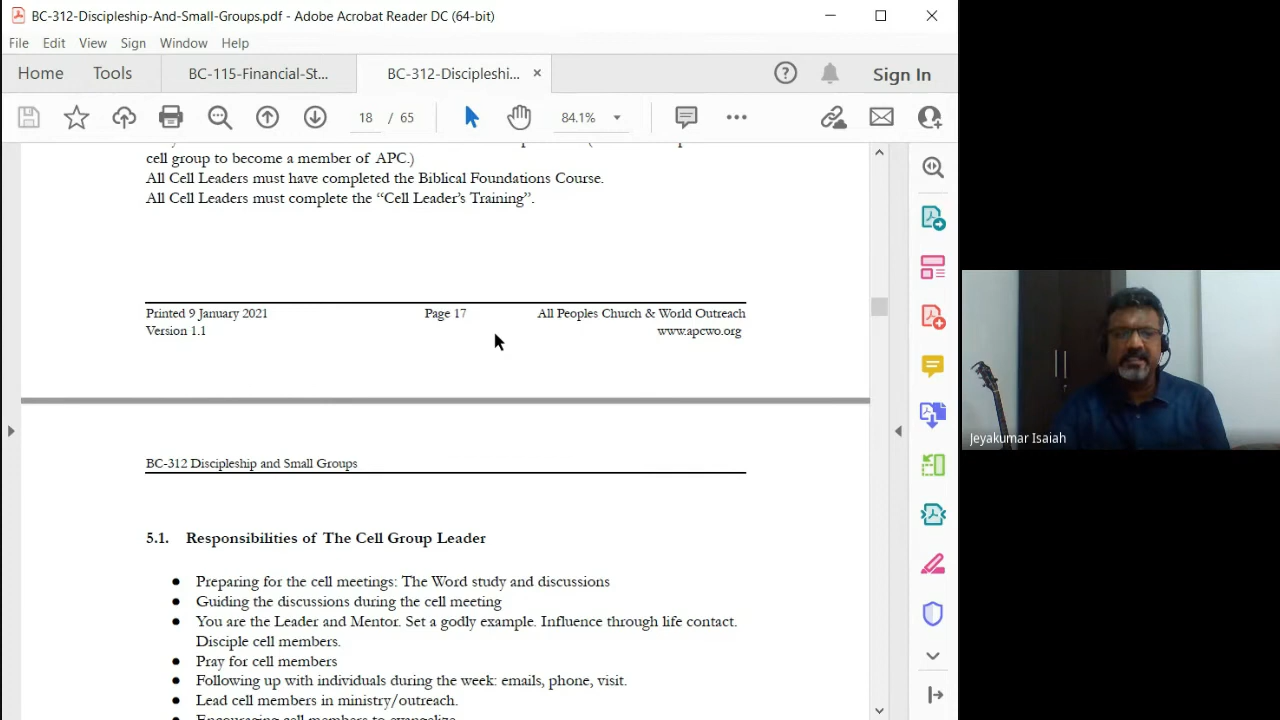 BC-312-Discipleship-And-Small-Groups.pdf - Adobe Acrobat Reader DC (64-bit)
File Edit View Sign Window Help
Home Tools BC-115-Financial-St... BC-312-Discipleshi... Sign In
18 / 65 84.1%
cell group to become a member of APC.)
All Cell Leaders must have completed the Biblical Foundations Course.
All Cell Leaders must complete the “Cell Leader’s Training”.
Printed 9 January 2021 Page 17 All Peoples Church & World Outreach
Version 1.1 www.apcwo.org
BC-312 Discipleship and Small Groups
5.1. Responsibilities of The Cell Group Leader
● Preparing for the cell meetings: The Word study and discussions
● Guiding the discussions during the cell meeting
● You are the Leader and Mentor. Set a godly example. Influence through life contact.
Disciple cell members.
● Pray for cell members
● Following up with individuals during the week: emails, phone, visit.
● Lead cell members in ministry/outreach.
● Encouraging cell members to evangelize
Jeyakumar Isaiah